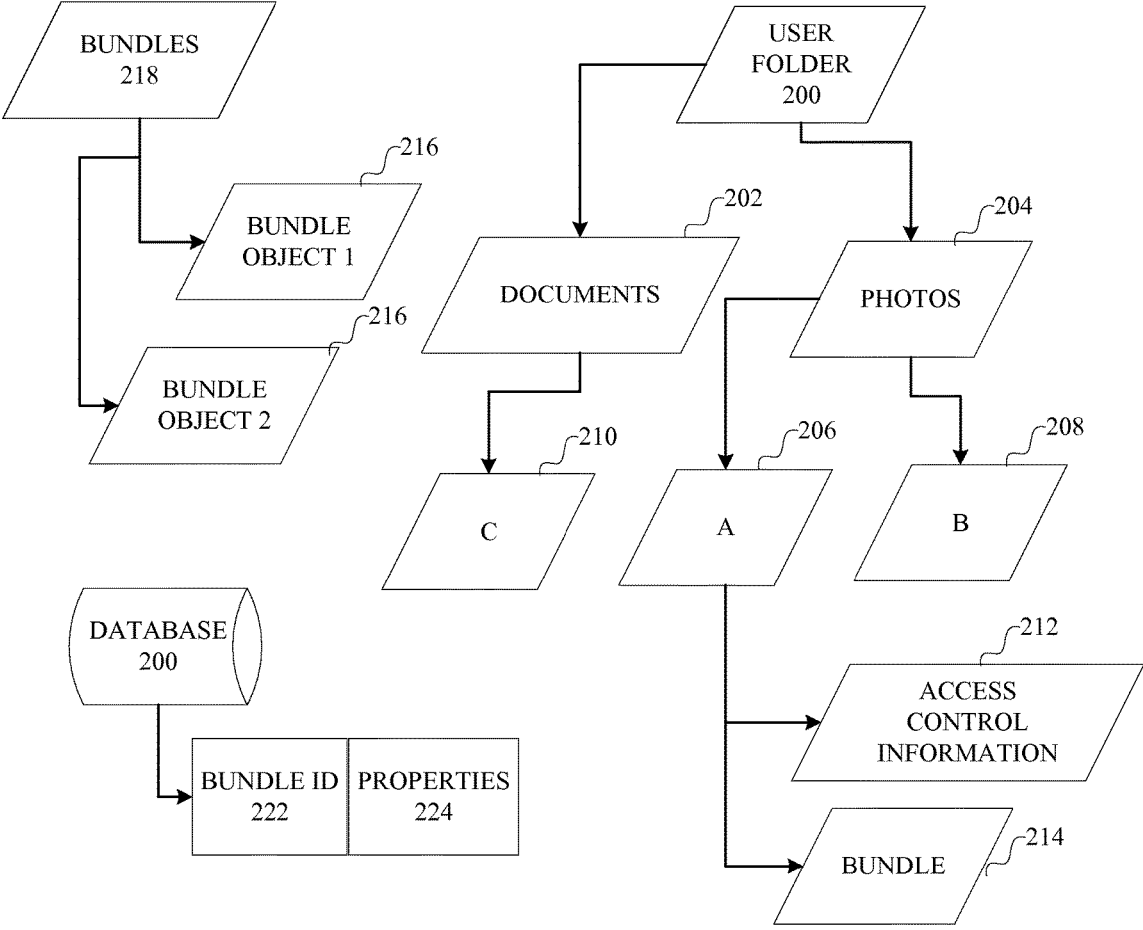 BUNDLES
218
USER
FOLDER
200
216
BUNDLE
OBJECT 1
202
204
DOCUMENTS
PHOTOS
216
BUNDLE
OBJECT 2
210
206
208
C
A
B
DATABASE
200
212
ACCESS
CONTROL
INFORMATION
BUNDLE ID
222
PROPERTIES
224
214
BUNDLE